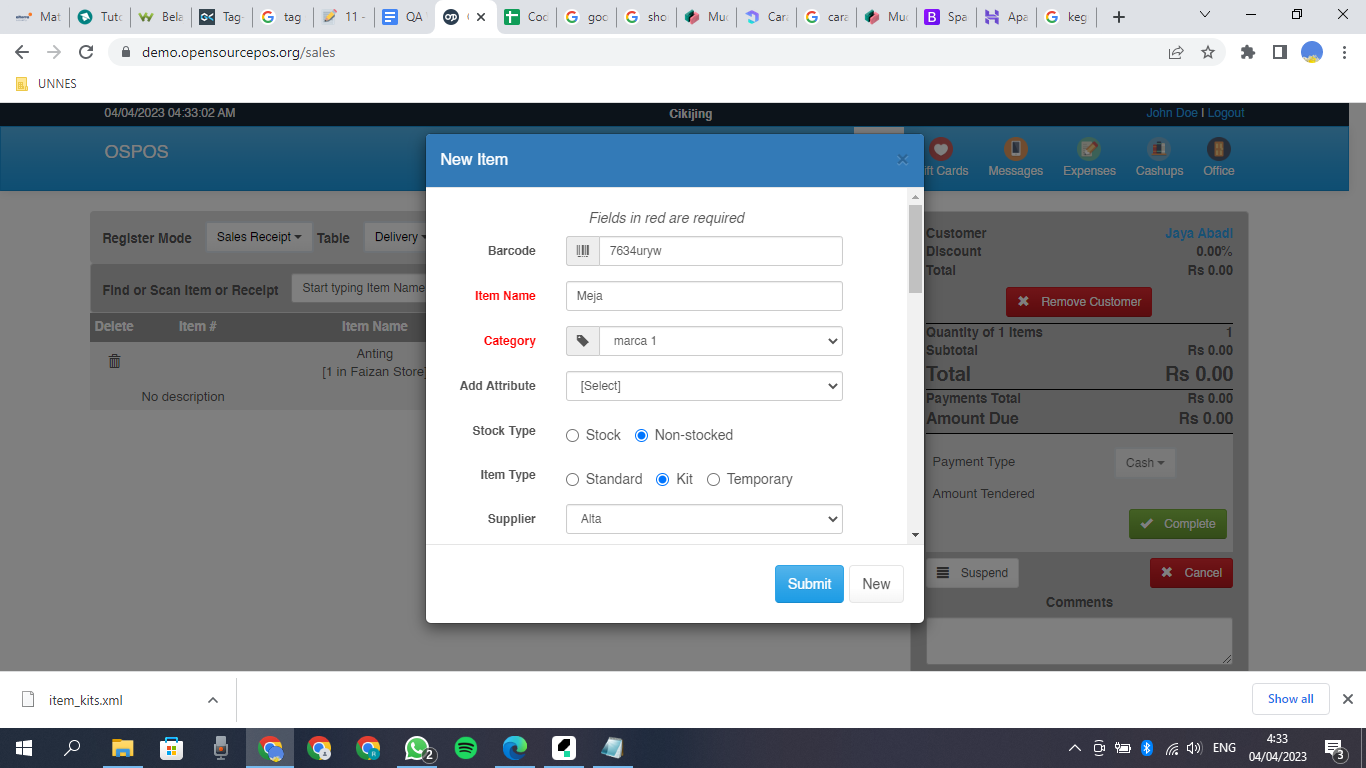 Mat
Tuto
Bela
Tag-
tag
11 -
QA
Cod
goo
sho
Muc
Cara
cara
Muc
Spa
Apa
keg
demo.opensourcepos.org/sales
UNNES
04/04/2023 04:33:02 AM
Cikijing
John Doe | Logout
OSPOS
ift Cards
Messages
Expenses
Cashups
Office
Register Mode
Sales Receipt
Table
Delivery
Find or Scan Item or Receipt
Start typing Item Name
Delete
Item #
Item Name
Anting
[1 in Faizan Store]
No description
New Item
×
Fields in red are required
Barcode
7634uryw
Item Name
Meja
Category
marca 1
Add Attribute
[Select]
Stock Type
Stock
Non-stocked
Item Type
Standard
Kit
Temporary
Supplier
Alta
Submit
New
Customer
Jaya Abadi
Discount
0.00%
Total
Rs 0.00
Remove Customer
Quantity of 1 Items
1
Subtotal
Rs 0.00
Total
Rs 0.00
Payments Total
Rs 0.00
Amount Due
Rs 0.00
Payment Type
Cash
Amount Tendered
Complete
Suspend
Cancel
Comments
item_kits.xml
Show all
2
ENG
4:33
04/04/2023
3